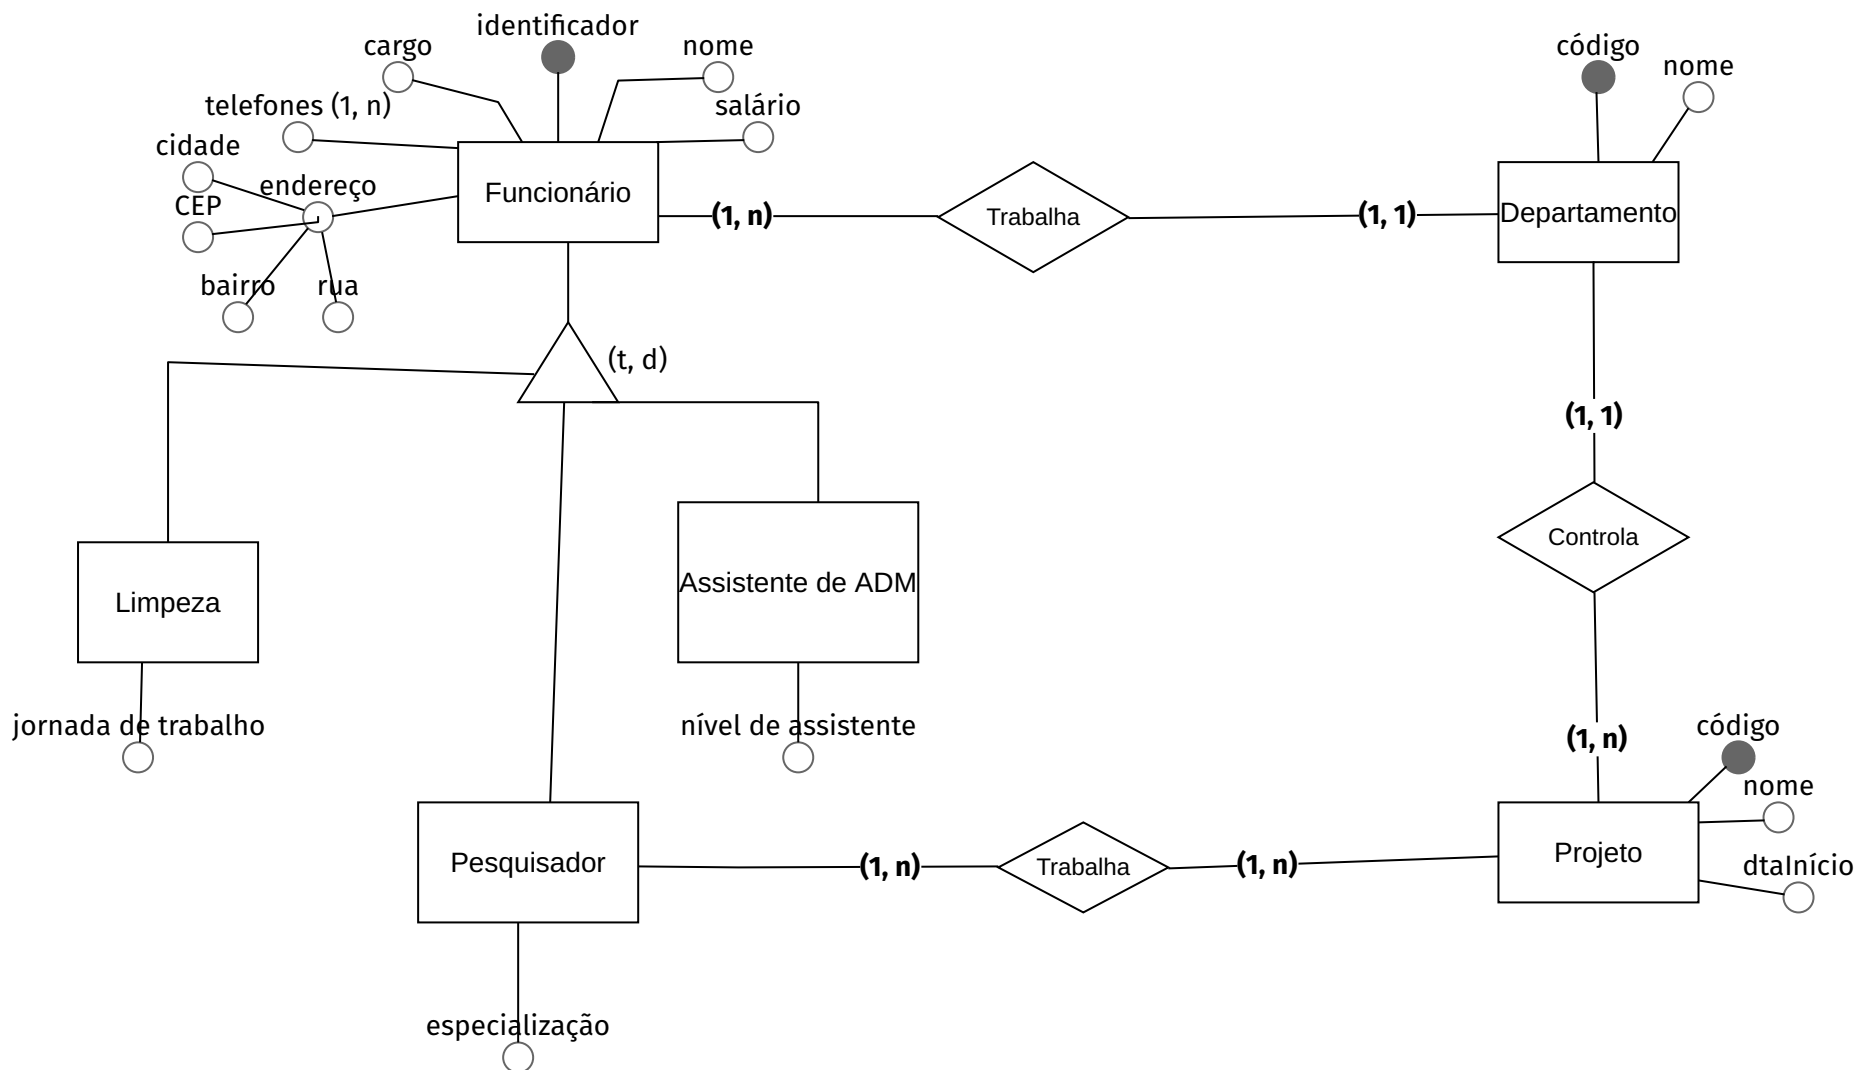 identificador
cargo
nome
código
nome
telefones (1, n)
salário
cidade
endereço
CEP
Funcionário
(1, n)
Trabalha
(1, 1)
Departamento
bairro
rua
(t, d)
(1, 1)
Controla
Assistente de ADM
Limpeza
jornada de trabalho
nível de assistente
(1, n)
código
nome
Pesquisador
(1, n)
Trabalha
(1, n)
Projeto
dtaInício
especialização